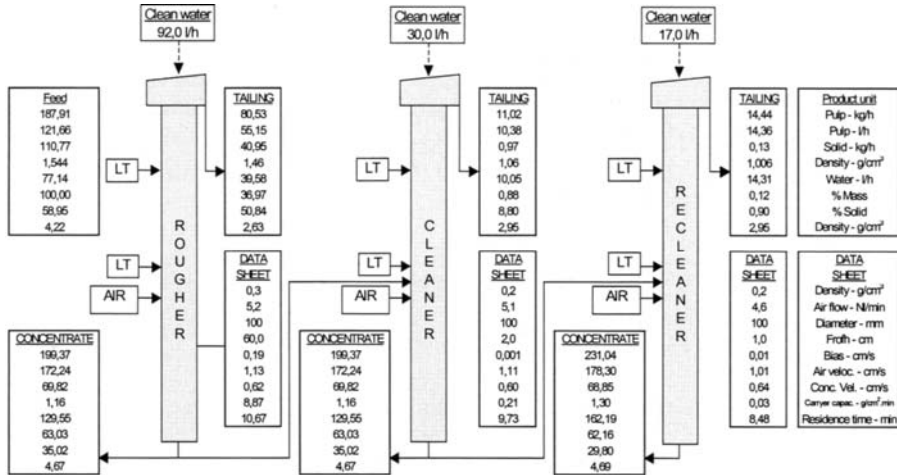 Clean water
92,0 l/h
Clean water
30,0 l/h
Clean water
17,0 l/h
Feed
187,91
121,66
110,77
1,544
77,14
100,00
58,95
4,22
TAILING
80,53
55,15
40,95
1,46
39,58
36,97
50,84
2,63
TAILING
11,02
10,38
0,97
1,06
10,05
0,88
8,80
2,95
TAILING
14,44
14,36
0,13
1,006
14,31
0,12
0,90
2,95
Product unit
Pulp - kg/h
Pulp - l/h
Solid - kg/h
Density - g/cm³
Water - l/h
% Mass
% Solid
Density - g/cm³
LT
LT
AIR
ROUGHER
LT
LT
AIR
CLEANER
LT
LT
AIR
RECLEANER
DATA
SHEET
0,3
5,2
100
60,0
0,19
1,13
0,62
8,87
10,67
DATA
SHEET
0,2
5,1
100
2,0
0,001
1,11
0,60
0,21
9,73
DATA
SHEET
0,2
4,6
100
1,0
0,01
1,01
0,64
0,03
8,48
DATA
SHEET
Density - g/cm³
Air flow - Nl/min
Diameter - mm
Froth - cm
Bias - cm/s
Air veloc. - cm/s
Conc. Vel. - cm/s
Carryer capac. - g/cm².min
Residence time - min
CONCENTRATE
199,37
172,24
69,82
1,16
129,55
63,03
35,02
4,67
CONCENTRATE
199,37
172,24
69,82
1,16
129,55
63,03
35,02
4,67
CONCENTRATE
231,04
178,30
68,85
1,30
162,19
62,16
29,80
4,69